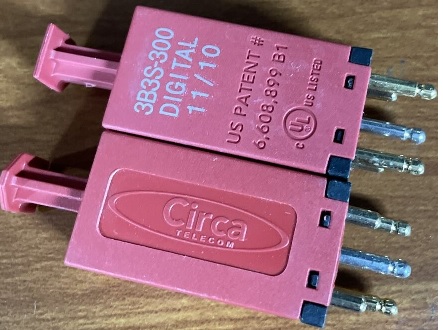 3B3S-300
DIGITAL
11/10
US PATENT #
6,608,899 B1
C UL US LISTED
Circa
TELECOM